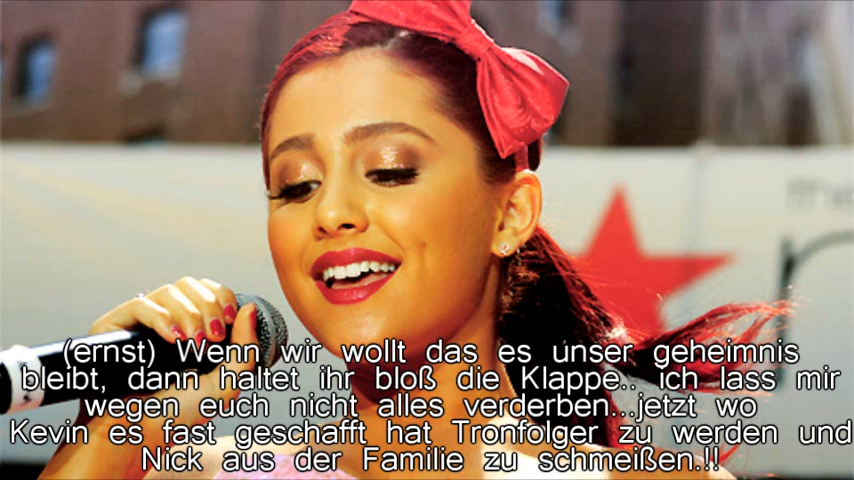 (ernst) Wenn wir wollt das es unser geheimnis
bleibt, dann haltet ihr bloß die Klappe.. ich lass mir
wegen euch nicht alles verderben...jetzt wo
Kevin es fast geschafft hat Tronfolger zu werden und
Nick aus der Familie zu schmeißen.!!